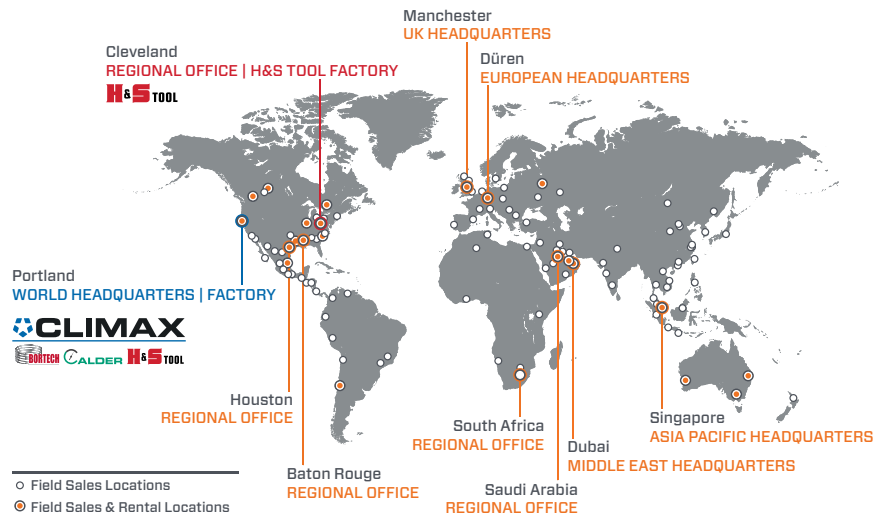 Manchester
UK HEADQUARTERS
Cleveland
REGIONAL OFFICE | H&S TOOL FACTORY
H&S TOOL
Düren
EUROPEAN HEADQUARTERS
Portland
WORLD HEADQUARTERS | FACTORY
CLIMAX
BORTECH CALDER H&S TOOL
Houston
REGIONAL OFFICE
Baton Rouge
REGIONAL OFFICE
South Africa
REGIONAL OFFICE
Dubai
MIDDLE EAST HEADQUARTERS
Saudi Arabia
REGIONAL OFFICE
Singapore
ASIA PACIFIC HEADQUARTERS
Field Sales Locations
Field Sales & Rental Locations